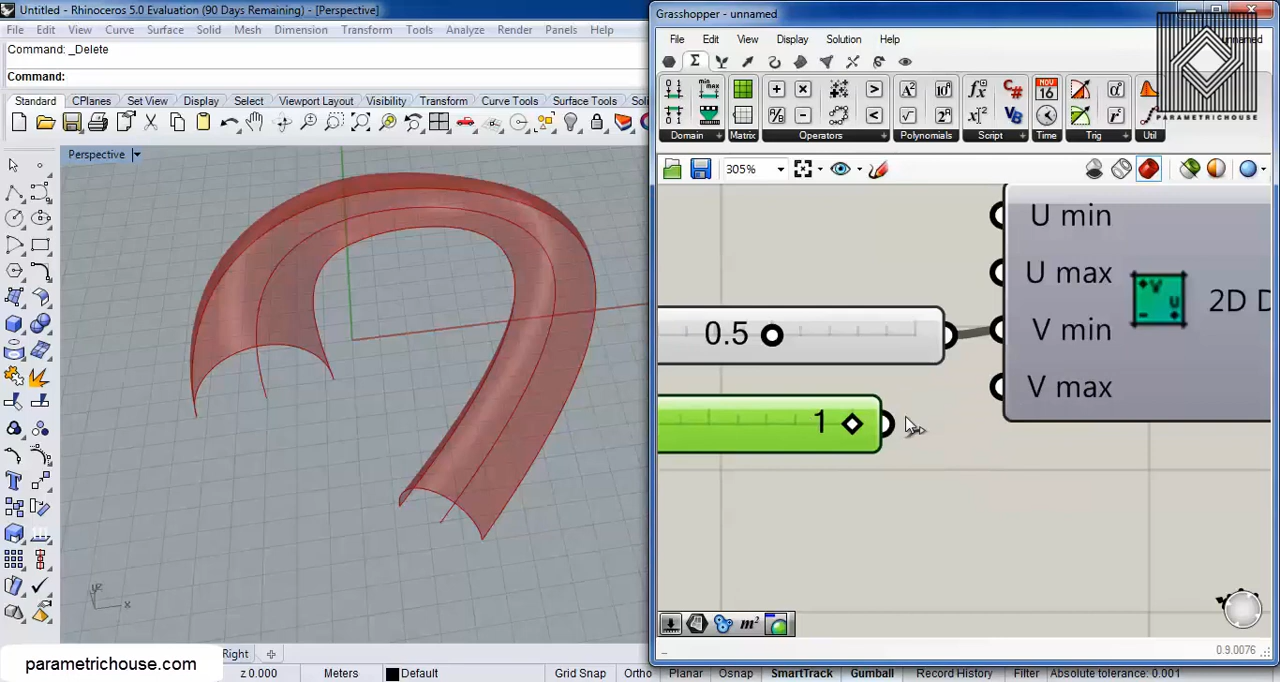 Untitled - Rhinoceros 5.0 Evaluation (90 Days Remaining) - [Perspective]
File Edit View Curve Surface Solid Mesh Dimension Transform Tools Analyze Render Panels Help
Command: _Delete
Command:
Standard CPlanes Set View Display Select Viewport Layout Visibility Transform Curve Tools Surface Tools Sol
Perspective
y
x
parametrichouse.com
Right
z 0.000 Meters Default Grid Snap Ortho Planar Osnap SmartTrack Gumball Record History Filter Absolute tolerance: 0.001
Grasshopper - unnamed
File Edit View Display Solution Help
unnamed
PARAMETRICHOUSE
Domain Matrix Operators Polynomials Script Time Trig Util
305%
U min
U max
V min
V max
2D D
0.5
1
0.9.0076